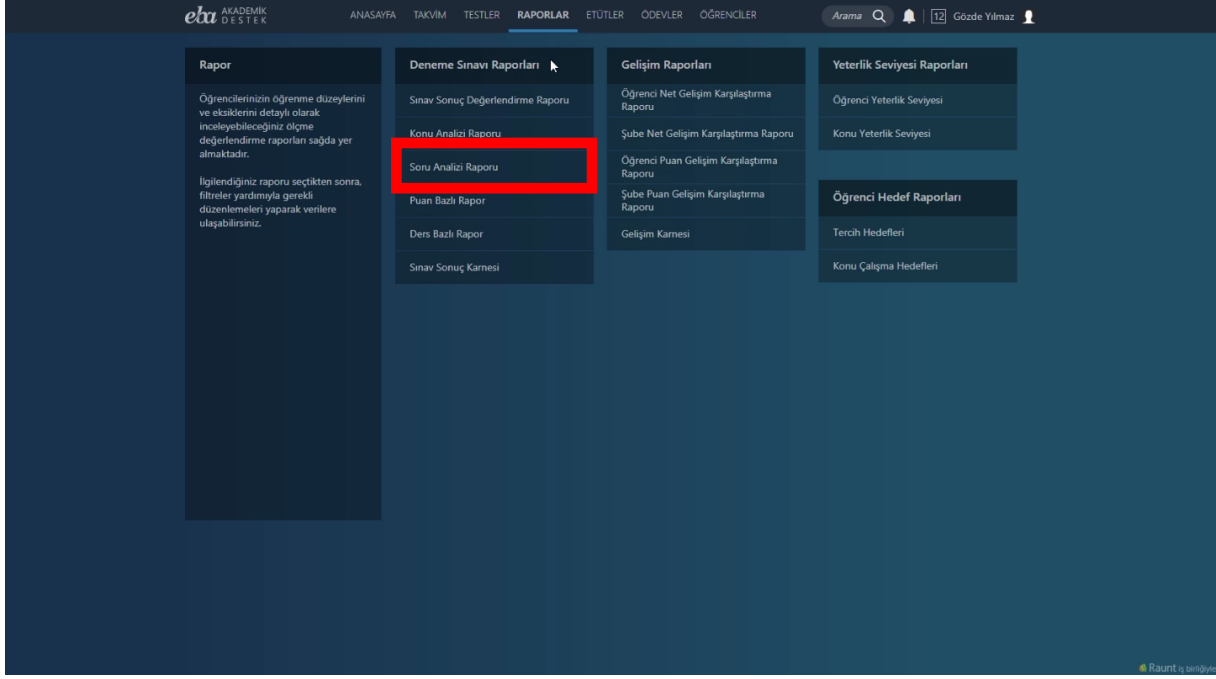 eba AKADEMİK DESTEK
ANASAYFA TAKVİM TESTLER RAPORLAR ETÜTLER ÖDEVLER ÖĞRENCİLER Arama 12 Gözde Yılmaz
Rapor
Öğrencilerinizin öğrenme düzeylerini
ve eksiklerini detaylı olarak
inceleyebileceğiniz ölçme
değerlendirme raporları sağda yer
almaktadır.
İlgilendiğiniz raporu seçtikten sonra,
filtreler yardımıyla gerekli
düzenlemeleri yaparak verilere
ulaşabilirsiniz.
Deneme Sınavı Raporları
Sınav Sonuç Değerlendirme Raporu
Konu Analizi Raporu
Soru Analizi Raporu
Puan Bazlı Rapor
Ders Bazlı Rapor
Sınav Sonuç Karnesi
Gelişim Raporları
Öğrenci Net Gelişim Karşılaştırma
Raporu
Şube Net Gelişim Karşılaştırma Raporu
Öğrenci Puan Gelişim Karşılaştırma
Raporu
Şube Puan Gelişim Karşılaştırma
Raporu
Gelişim Karnesi
Yeterlik Seviyesi Raporları
Öğrenci Yeterlik Seviyesi
Konu Yeterlik Seviyesi
Öğrenci Hedef Raporları
Tercih Hedefleri
Konu Çalışma Hedefleri
Raunt iş birliğiyle